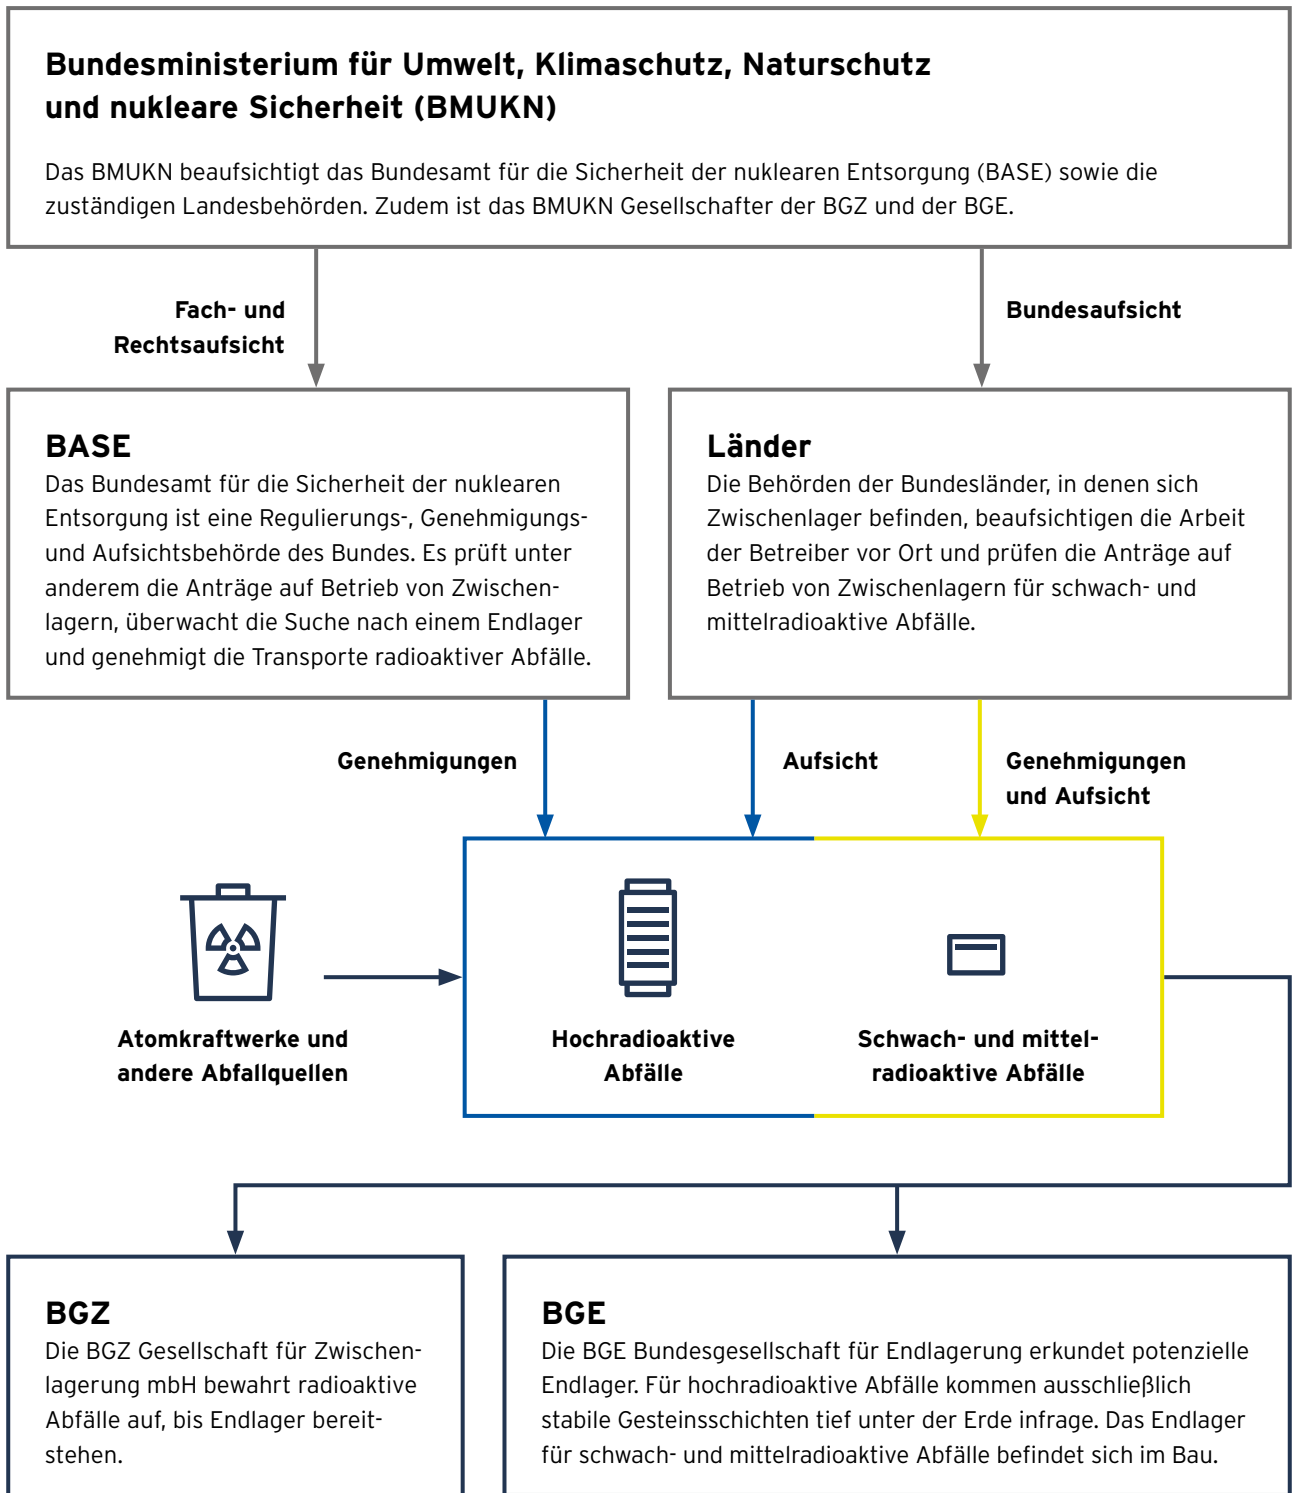 Bundesministerium für Umwelt, Klimaschutz, Naturschutz
und nukleare Sicherheit (BMUKN)
Das BMUKN beaufsichtigt das Bundesamt für die Sicherheit der nuklearen Entsorgung (BASE) sowie die
zuständigen Landesbehörden. Zudem ist das BMUKN Gesellschafter der BGZ und der BGE.
Fach- und
Rechtsaufsicht
Bundesaufsicht
BASE
Das Bundesamt für die Sicherheit der nuklearen
Entsorgung ist eine Regulierungs-, Genehmigungs-
und Aufsichtsbehörde des Bundes. Es prüft unter
anderem die Anträge auf Betrieb von Zwischen-
lagern, überwacht die Suche nach einem Endlager
und genehmigt die Transporte radioaktiver Abfälle.
Länder
Die Behörden der Bundesländer, in denen sich
Zwischenlager befinden, beaufsichtigen die Arbeit
der Betreiber vor Ort und prüfen die Anträge auf
Betrieb von Zwischenlagern für schwach- und
mittelradioaktive Abfälle.
Genehmigungen
Aufsicht
Genehmigungen
und Aufsicht
Atomkraftwerke und
andere Abfallquellen
Hochradioaktive
Abfälle
Schwach- und mittel-
radioaktive Abfälle
BGZ
Die BGZ Gesellschaft für Zwischen-
lagerung mbH bewahrt radioaktive
Abfälle auf, bis Endlager bereit-
stehen.
BGE
Die BGE Bundesgesellschaft für Endlagerung erkundet potenzielle
Endlager. Für hochradioaktive Abfälle kommen ausschließlich
stabile Gesteinsschichten tief unter der Erde infrage. Das Endlager
für schwach- und mittelradioaktive Abfälle befindet sich im Bau.